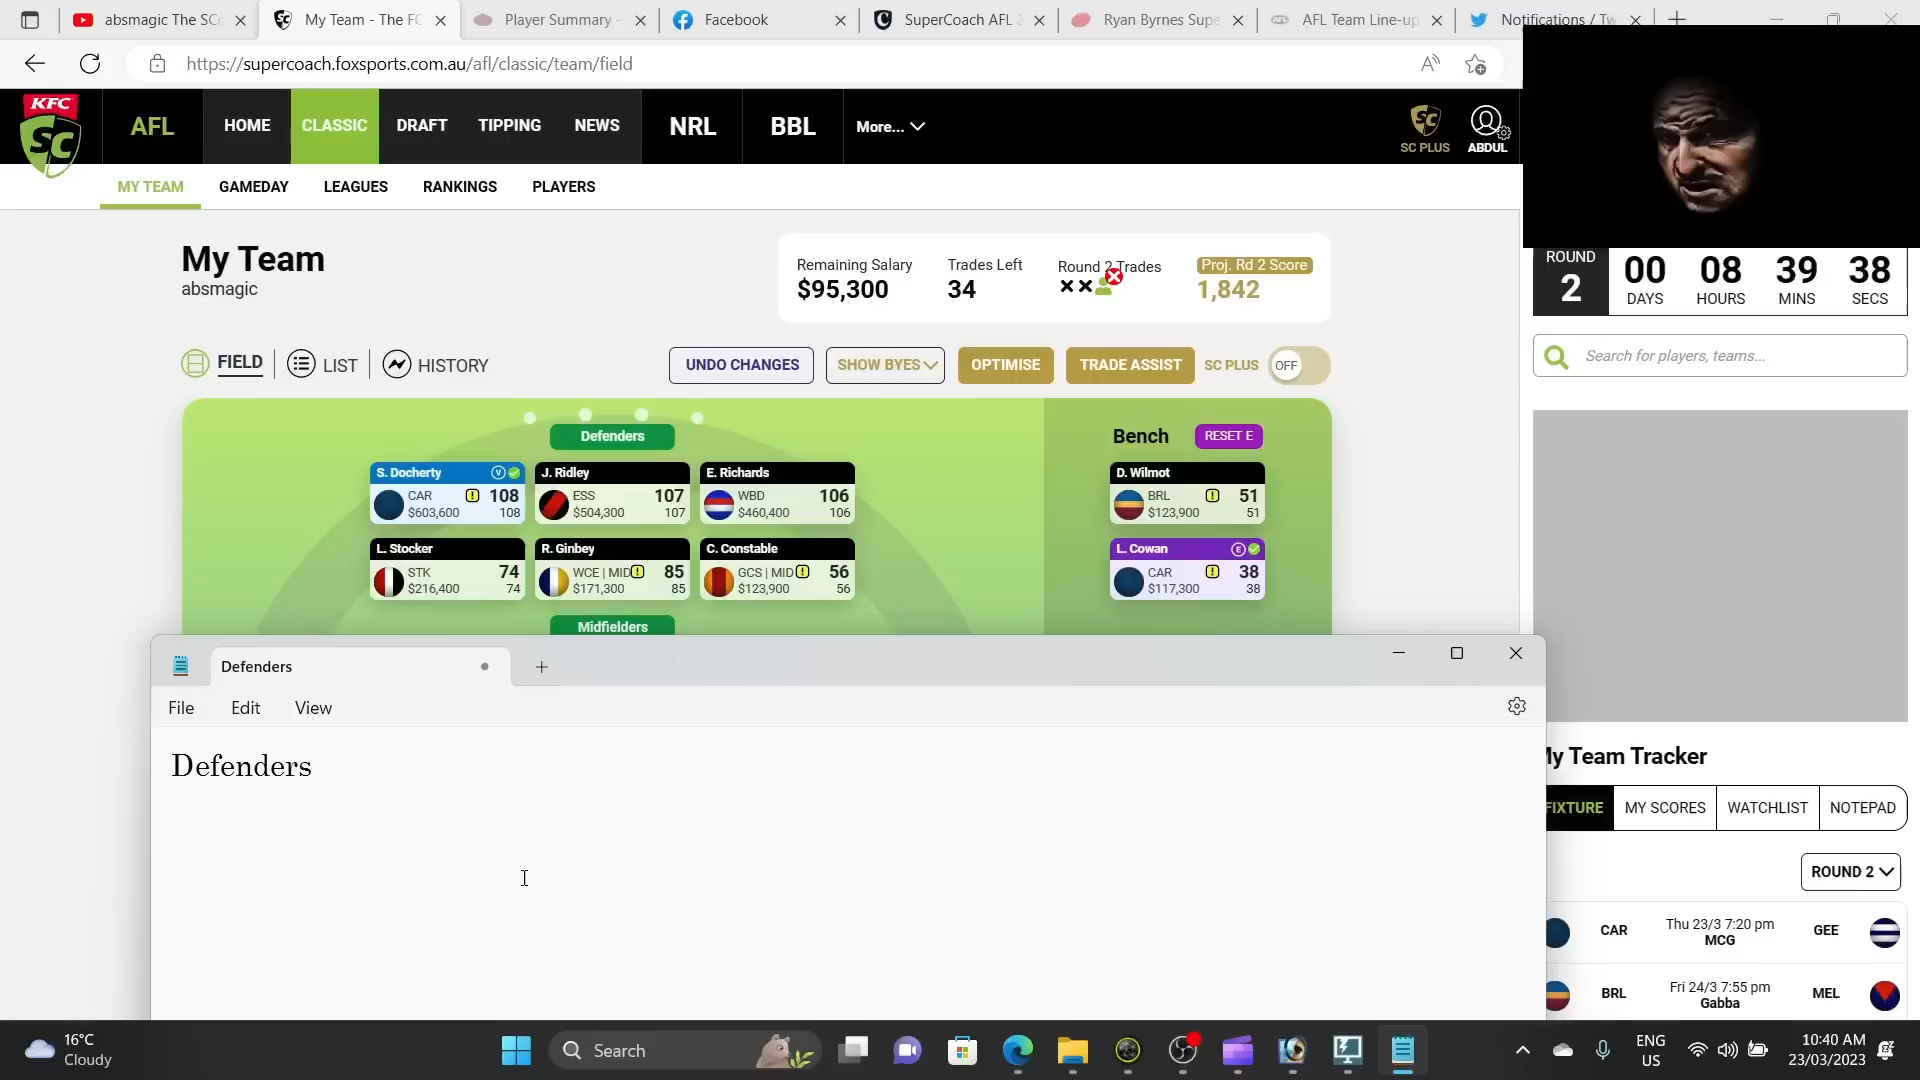 absmagic The SC
My Team - The FC
Player Summary -
Facebook
SuperCoach AFL 2
Ryan Byrnes Supe
AFL Team Line-up
Notifications / Tw
https://supercoach.foxsports.com.au/afl/classic/team/field
KFC
SC
AFL
HOME
CLASSIC
DRAFT
TIPPING
NEWS
NRL
BBL
More...
SC
SC PLUS
ABDUL
MY TEAM
GAMEDAY
LEAGUES
RANKINGS
PLAYERS
My Team
absmagic
Remaining Salary
$95,300
Trades Left
34
Round 2 Trades
Proj. Rd 2 Score
1,842
ROUND
2
00
DAYS
08
HOURS
39
MINS
38
SECS
FIELD
LIST
HISTORY
UNDO CHANGES
SHOW BYES
OPTIMISE
TRADE ASSIST
SC PLUS
OFF
Search for players, teams...
Defenders
Bench
RESET E
S. Docherty V
CAR ! 108
$603,600 108
J. Ridley
ESS 107
$504,300 107
E. Richards
WBD 106
$460,400 106
D. Wilmot
BRL ! 51
$123,900 51
L. Stocker
STK 74
$216,400 74
R. Ginbey
WCE | MID ! 85
$171,300 85
C. Constable
GCS | MID ! 56
$123,900 56
L. Cowan E
CAR ! 38
$117,300 38
Midfielders
Defenders
File
Edit
View
Defenders
My Team Tracker
FIXTURE
MY SCORES
WATCHLIST
NOTEPAD
ROUND 2
CAR
Thu 23/3 7:20 pm
MCG
GEE
BRL
Fri 24/3 7:55 pm
Gabba
MEL
16°C
Cloudy
Search
ENG
US
10:40 AM
23/03/2023